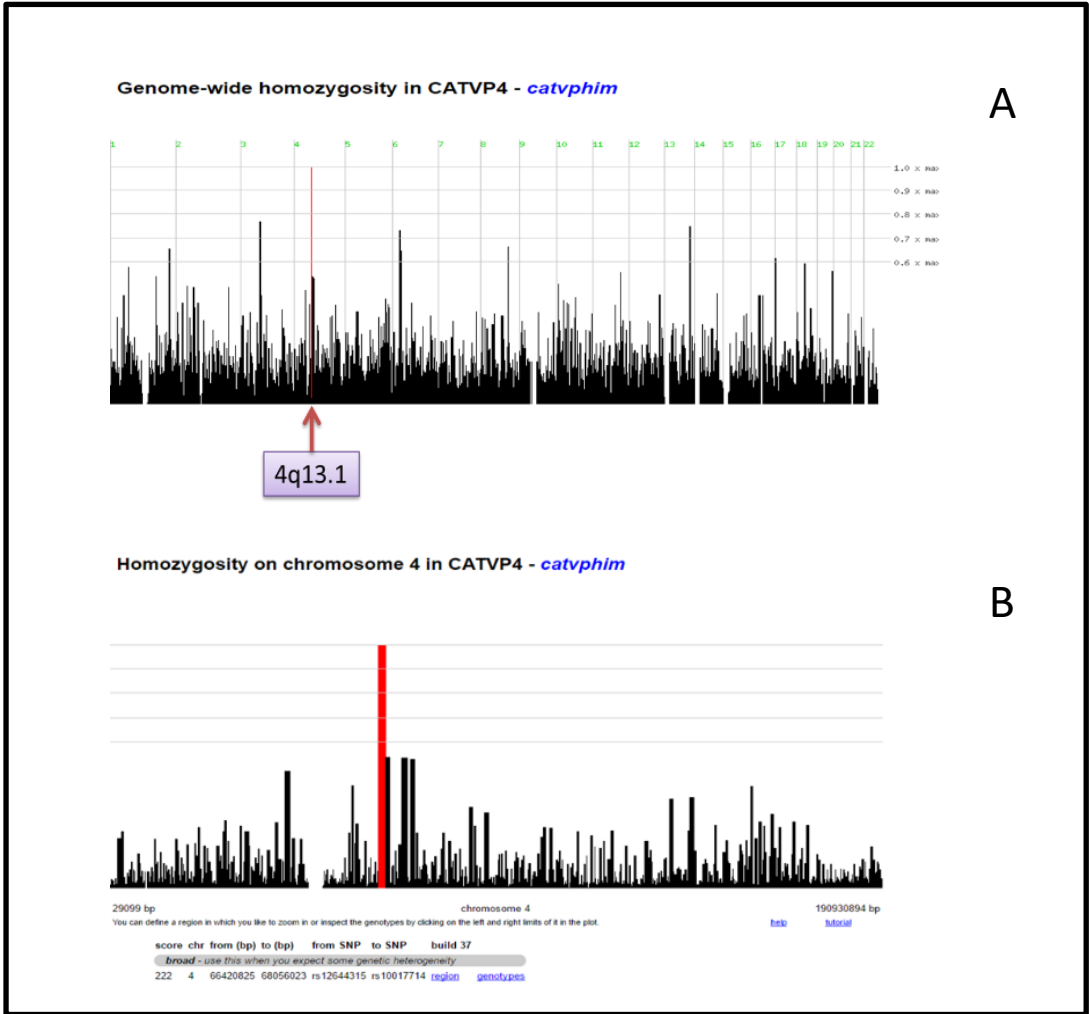 Genome-wide homozygosity in CATVP4 - catvphim
A
1 2 3 4 5 6 7 8 9 10 11 12 13 14 15 16 17 18 19 20 21 22
1.0 x max
0.9 x max
0.8 x max
0.7 x max
0.6 x max
4q13.1
Homozygosity on chromosome 4 in CATVP4 - catvphim
B
29099 bp chromosome 4 190930894 bp
You can define a region in which you like to zoom in or inspect the genotypes by clicking on the left and right limits of it in the plot. help tutorial
score chr from (bp) to (bp) from SNP to SNP build 37
broad - use this when you expect some genetic heterogeneity
222 4 66420825 68056023 rs12644315 rs10017714 region genotypes